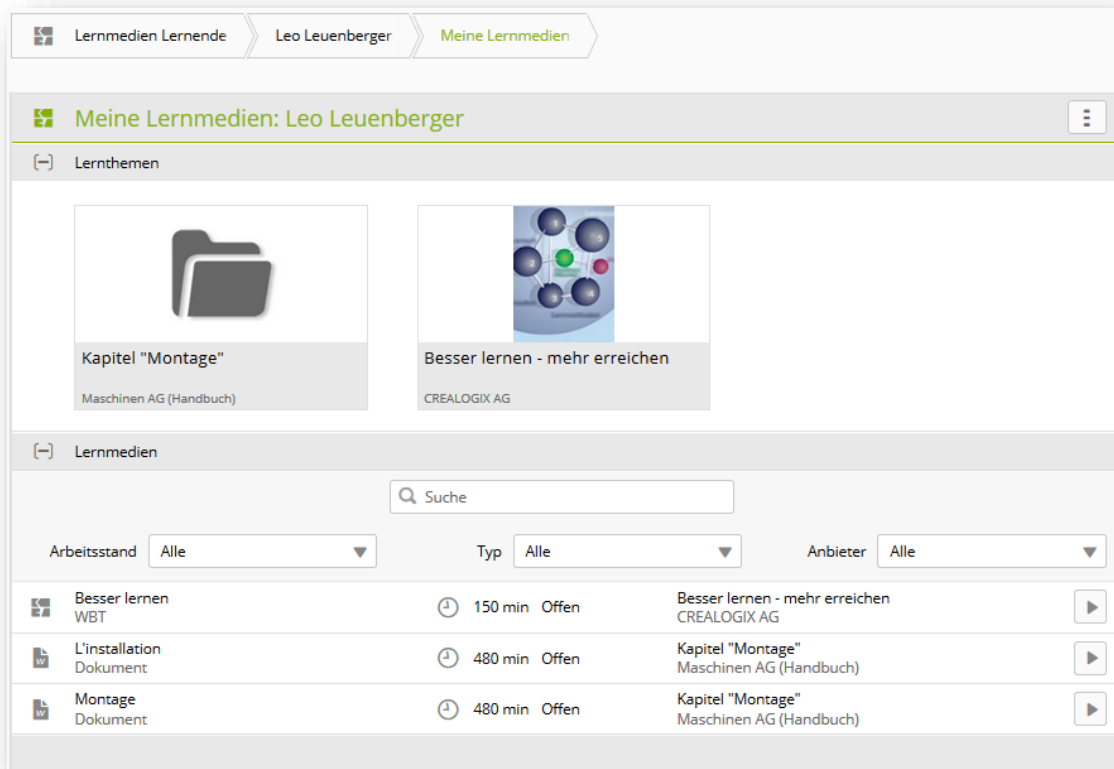 Lernmedien Lernende
Leo Leuenberger
Meine Lernmedien
Meine Lernmedien: Leo Leuenberger
Lernthemen
Kapitel "Montage"
Maschinen AG (Handbuch)
Besser lernen - mehr erreichen
CREALOGIX AG
Lernmedien
Suche
Arbeitsstand Alle
Typ Alle
Anbieter Alle
Besser lernen
WBT
150 min Offen
Besser lernen - mehr erreichen
CREALOGIX AG
L'installation
Dokument
480 min Offen
Kapitel "Montage"
Maschinen AG (Handbuch)
Montage
Dokument
480 min Offen
Kapitel "Montage"
Maschinen AG (Handbuch)